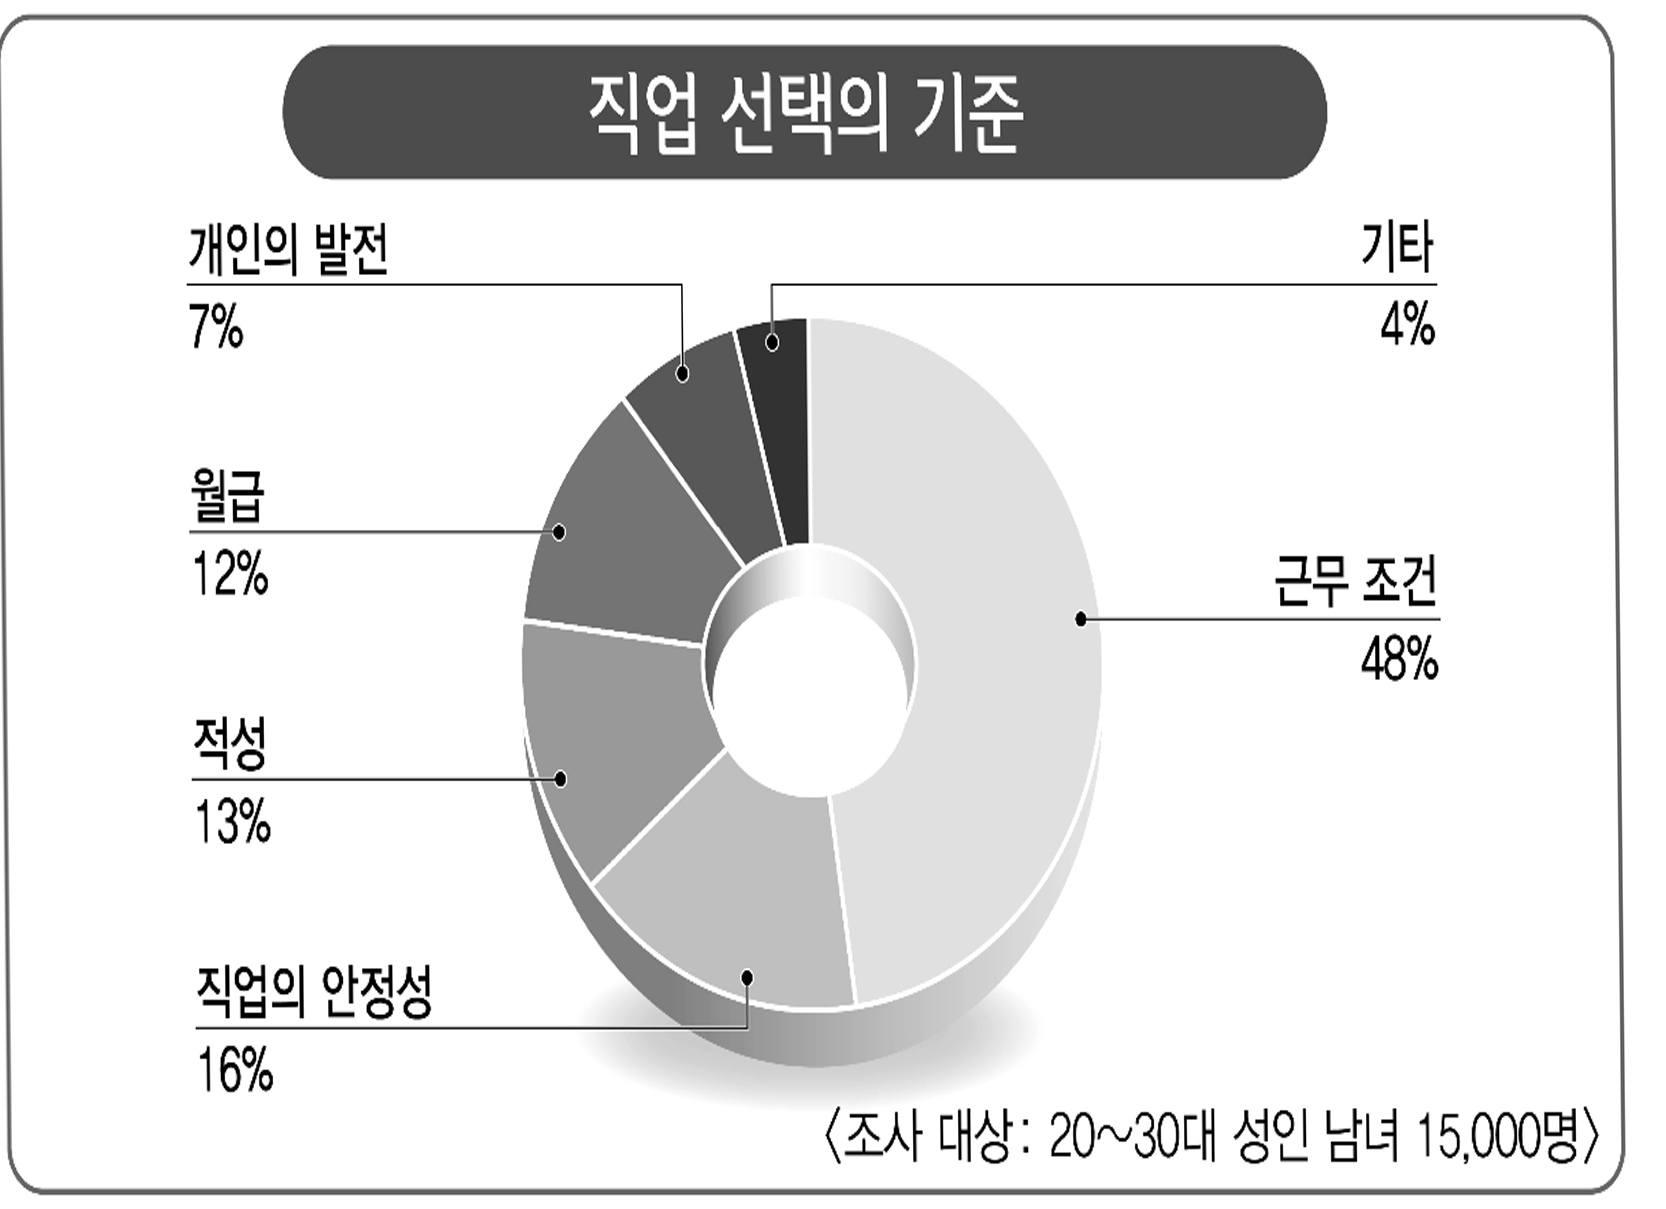 직업 선택의 기준
개인의 발전
7%
기타
4%
월급
12%
근무 조건
48%
적성
13%
직업의 안정성
16%
〈조사 대상: 20~30대 성인 남녀 15,000명〉